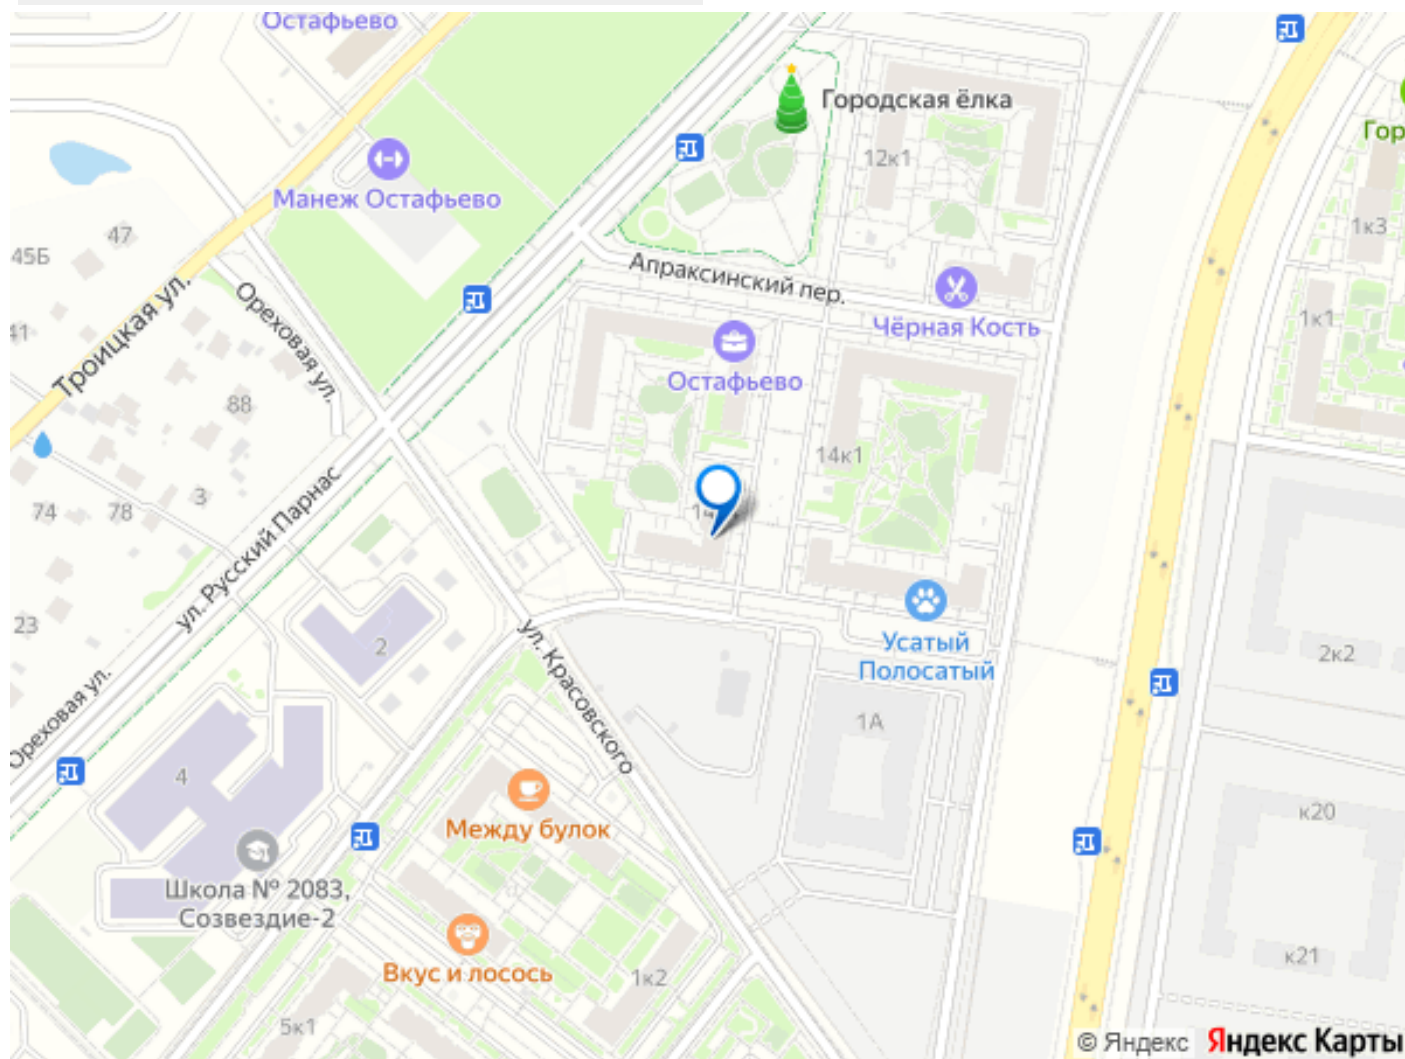 Остафьево
Городская ёлка
Гор
12к1
Манеж Остафьево
1к3
47
45Б
Апраксинский пер.
Троицкая ул.
Ореховая ул.
Чёрная Кость
1к1
41
Остафьево
88
14к1
74
78
3
ул. Русский Парнас
23
2
Усатый
Полосатый
2к2
ул. Красовского
Ореховая ул.
1А
4
Между булок
к20
Школа № 2083,
Созвездие-2
Вкус и лосось
1к2
к21
5к1
© Яндекс Яндекс Карты